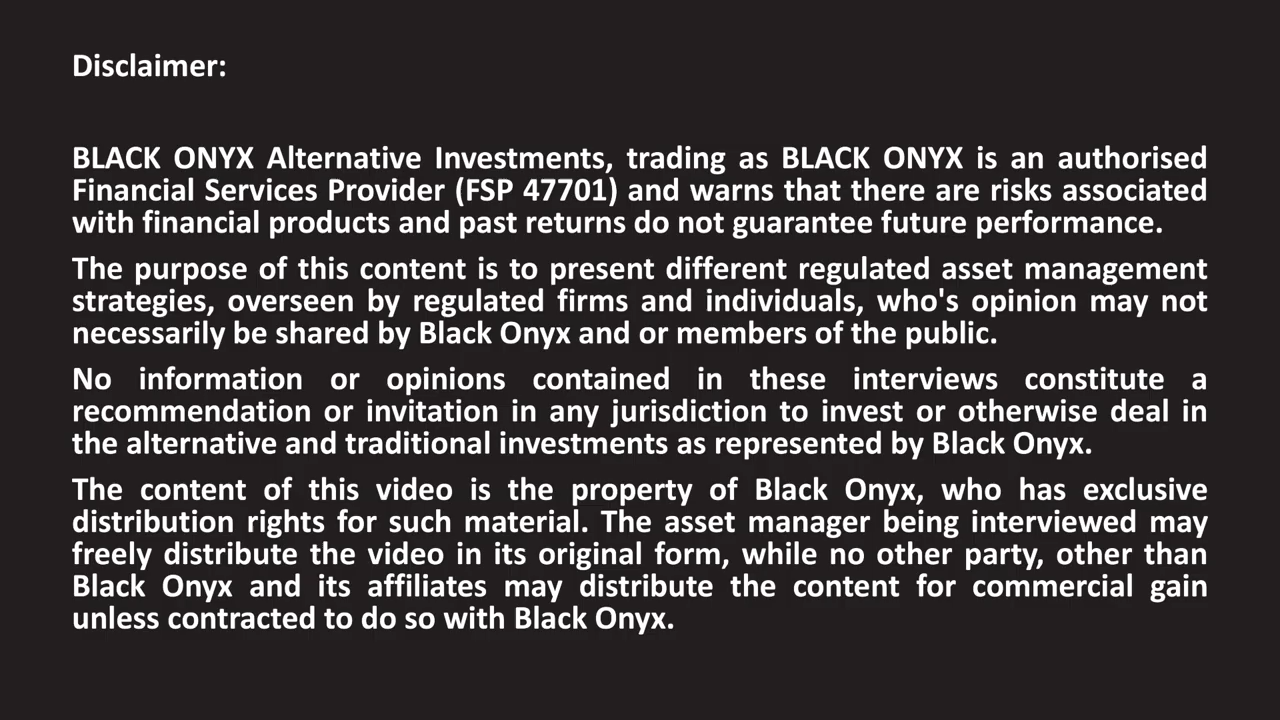 Disclaimer:
BLACK ONYX Alternative Investments, trading as BLACK ONYX is an authorised
Financial Services Provider (FSP 47701) and warns that there are risks associated
with financial products and past returns do not guarantee future performance.
The purpose of this content is to present different regulated asset management
strategies, overseen by regulated firms and individuals, who's opinion may not
necessarily be shared by Black Onyx and or members of the public.
No information or opinions contained in these interviews constitute a
recommendation or invitation in any jurisdiction to invest or otherwise deal in
the alternative and traditional investments as represented by Black Onyx.
The content of this video is the property of Black Onyx, who has exclusive
distribution rights for such material. The asset manager being interviewed may
freely distribute the video in its original form, while no other party, other than
Black Onyx and its affiliates may distribute the content for commercial gain
unless contracted to do so with Black Onyx.